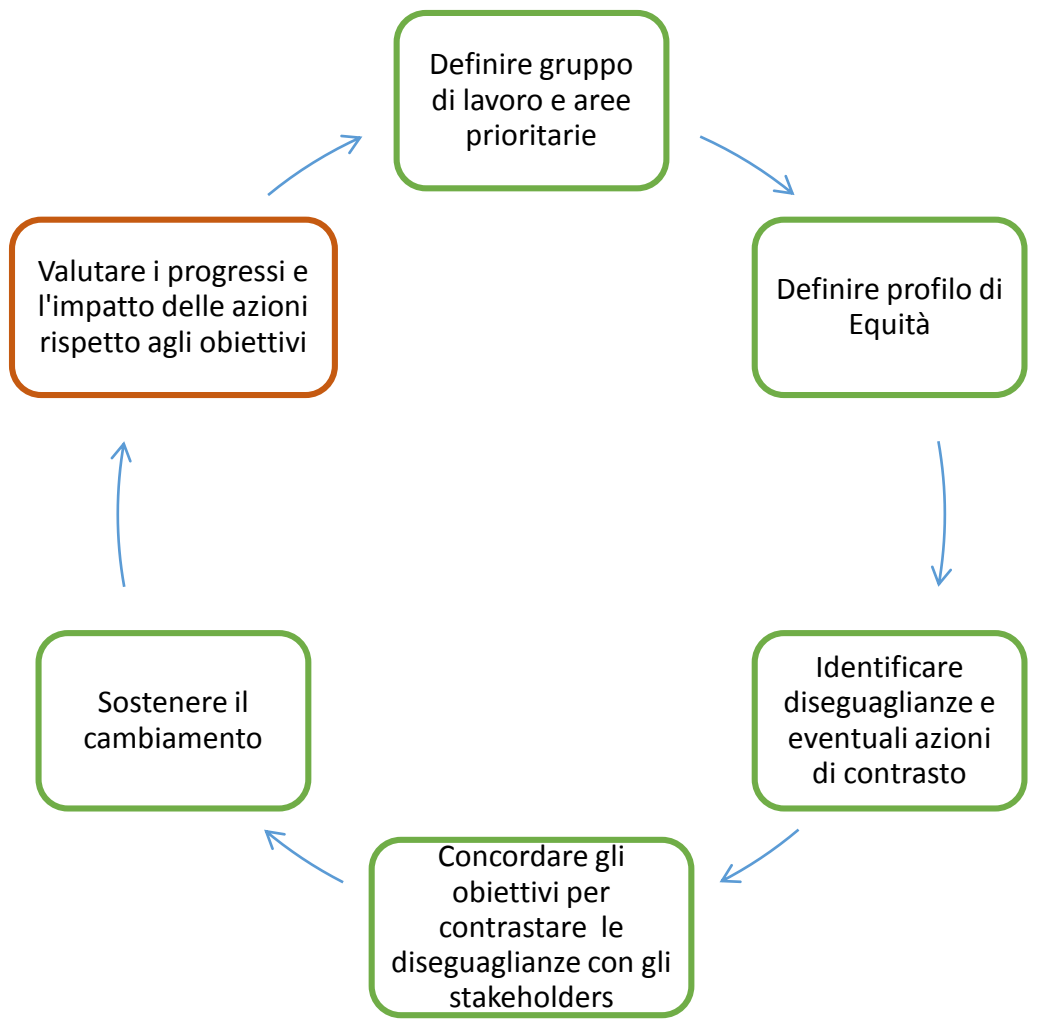 Definire gruppo
di lavoro e aree
prioritarie
Definire profilo di
Equità
Identificare
diseguaglianze e
eventuali azioni
di contrasto
Concordare gli
obiettivi per
contrastare le
diseguaglianze con gli
stakeholders
Sostenere il
cambiamento
Valutare i progressi e
l'impatto delle azioni
rispetto agli obiettivi